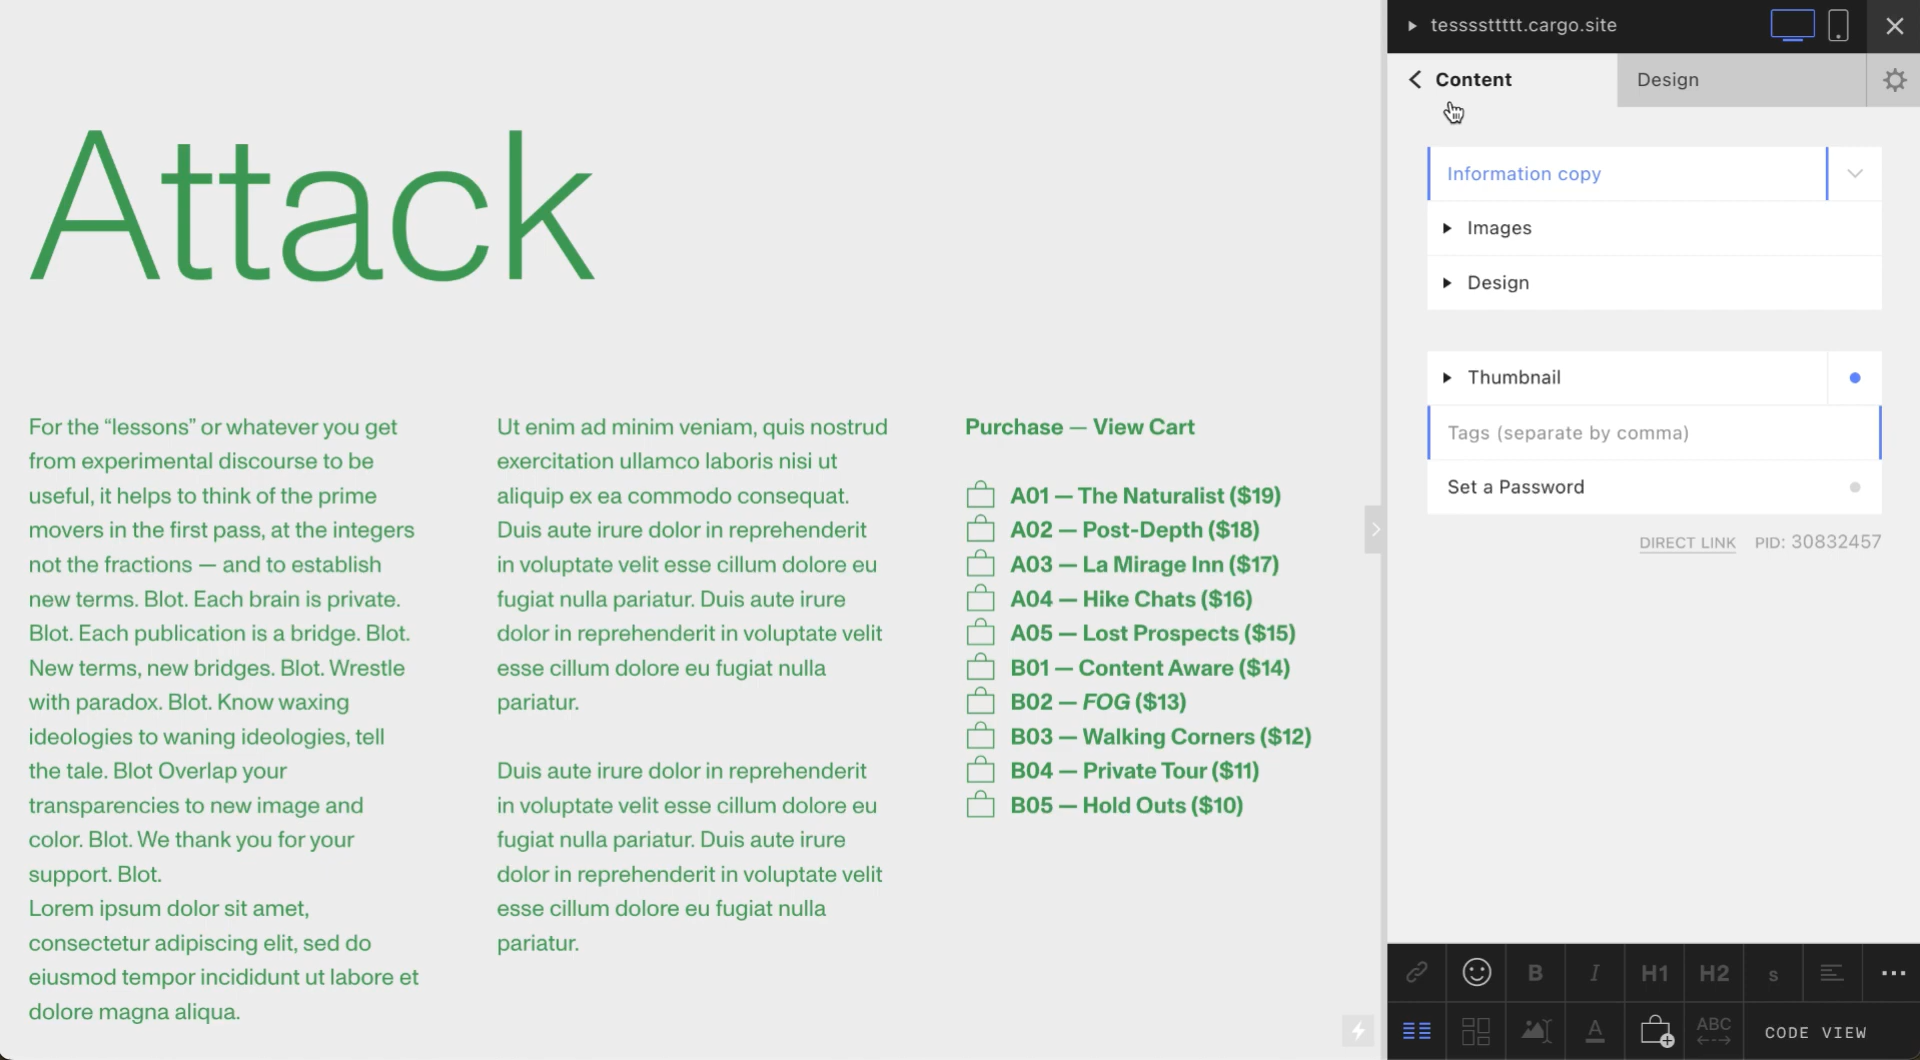 Attack
For the “lessons” or whatever you get
from experimental discourse to be
useful, it helps to think of the prime
movers in the first pass, at the integers
not the fractions — and to establish
new terms. Blot. Each brain is private.
Blot. Each publication is a bridge. Blot.
New terms, new bridges. Blot. Wrestle
with paradox. Blot. Know waxing
ideologies to waning ideologies, tell
the tale. Blot Overlap your
transparencies to new image and
color. Blot. We thank you for your
support. Blot.
Lorem ipsum dolor sit amet,
consectetur adipiscing elit, sed do
eiusmod tempor incididunt ut labore et
dolore magna aliqua.
Ut enim ad minim veniam, quis nostrud
exercitation ullamco laboris nisi ut
aliquip ex ea commodo consequat.
Duis aute irure dolor in reprehenderit
in voluptate velit esse cillum dolore eu
fugiat nulla pariatur. Duis aute irure
dolor in reprehenderit in voluptate velit
esse cillum dolore eu fugiat nulla
pariatur.
Duis aute irure dolor in reprehenderit
in voluptate velit esse cillum dolore eu
fugiat nulla pariatur. Duis aute irure
dolor in reprehenderit in voluptate velit
esse cillum dolore eu fugiat nulla
pariatur.
Purchase — View Cart
A01 — The Naturalist ($19)
A02 — Post-Depth ($18)
A03 — La Mirage Inn ($17)
A04 — Hike Chats ($16)
A05 — Lost Prospects ($15)
B01 — Content Aware ($14)
B02 — FOG ($13)
B03 — Walking Corners ($12)
B04 — Private Tour ($11)
B05 — Hold Outs ($10)
tesssstttttt.cargo.site
Content
Design
Information copy
Images
Design
Thumbnail
Tags (separate by comma)
Set a Password
DIRECT LINK PID: 30832457
B I H1 H2 s
A ABC CODE VIEW